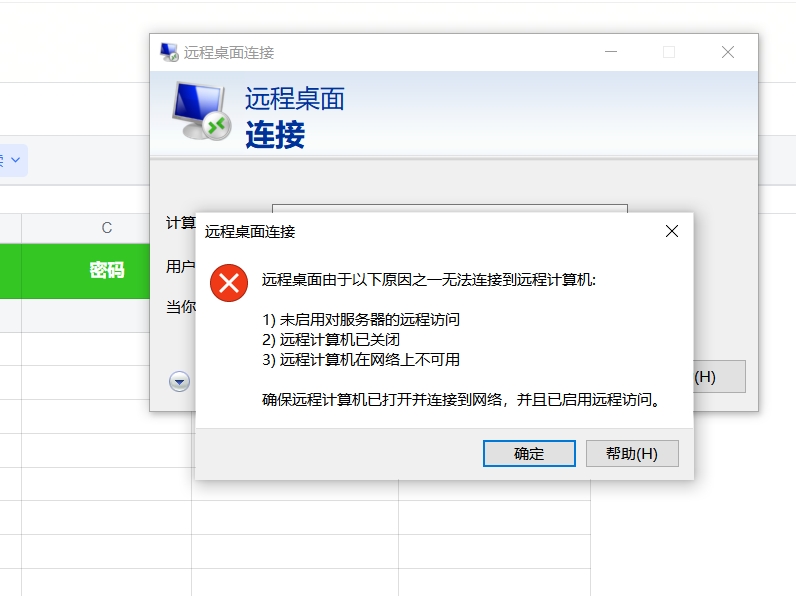 远程桌面连接
远程桌面
连接
C
密码
计算
用户
当你
(H)
远程桌面连接
远程桌面由于以下原因之一无法连接到远程计算机:
1) 未启用对服务器的远程访问
2) 远程计算机已关闭
3) 远程计算机在网络上不可用
确保远程计算机已打开并连接到网络，并且已启用远程访问。
确定
帮助(H)